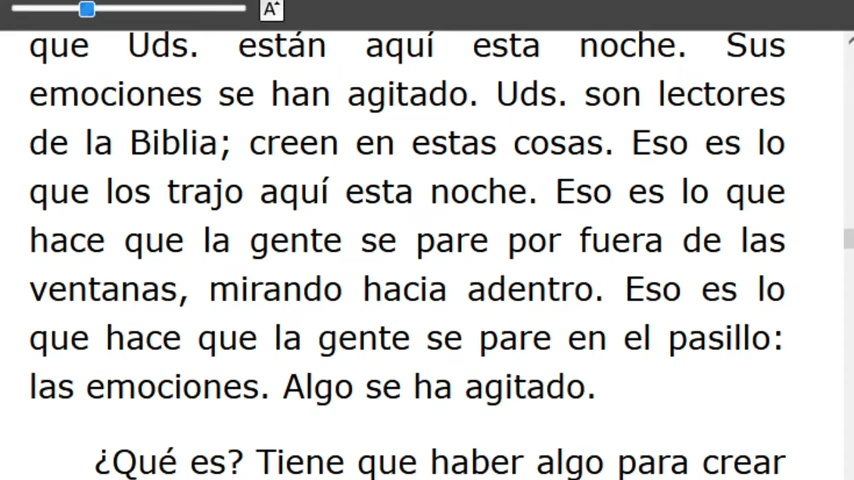 A
que Uds. están aquí esta noche. Sus
emociones se han agitado. Uds. son lectores
de la Biblia; creen en estas cosas. Eso es lo
que los trajo aquí esta noche. Eso es lo que
hace que la gente se pare por fuera de las
ventanas, mirando hacia adentro. Eso es lo
que hace que la gente se pare en el pasillo:
las emociones. Algo se ha agitado.
¿Qué es? Tiene que haber algo para crear